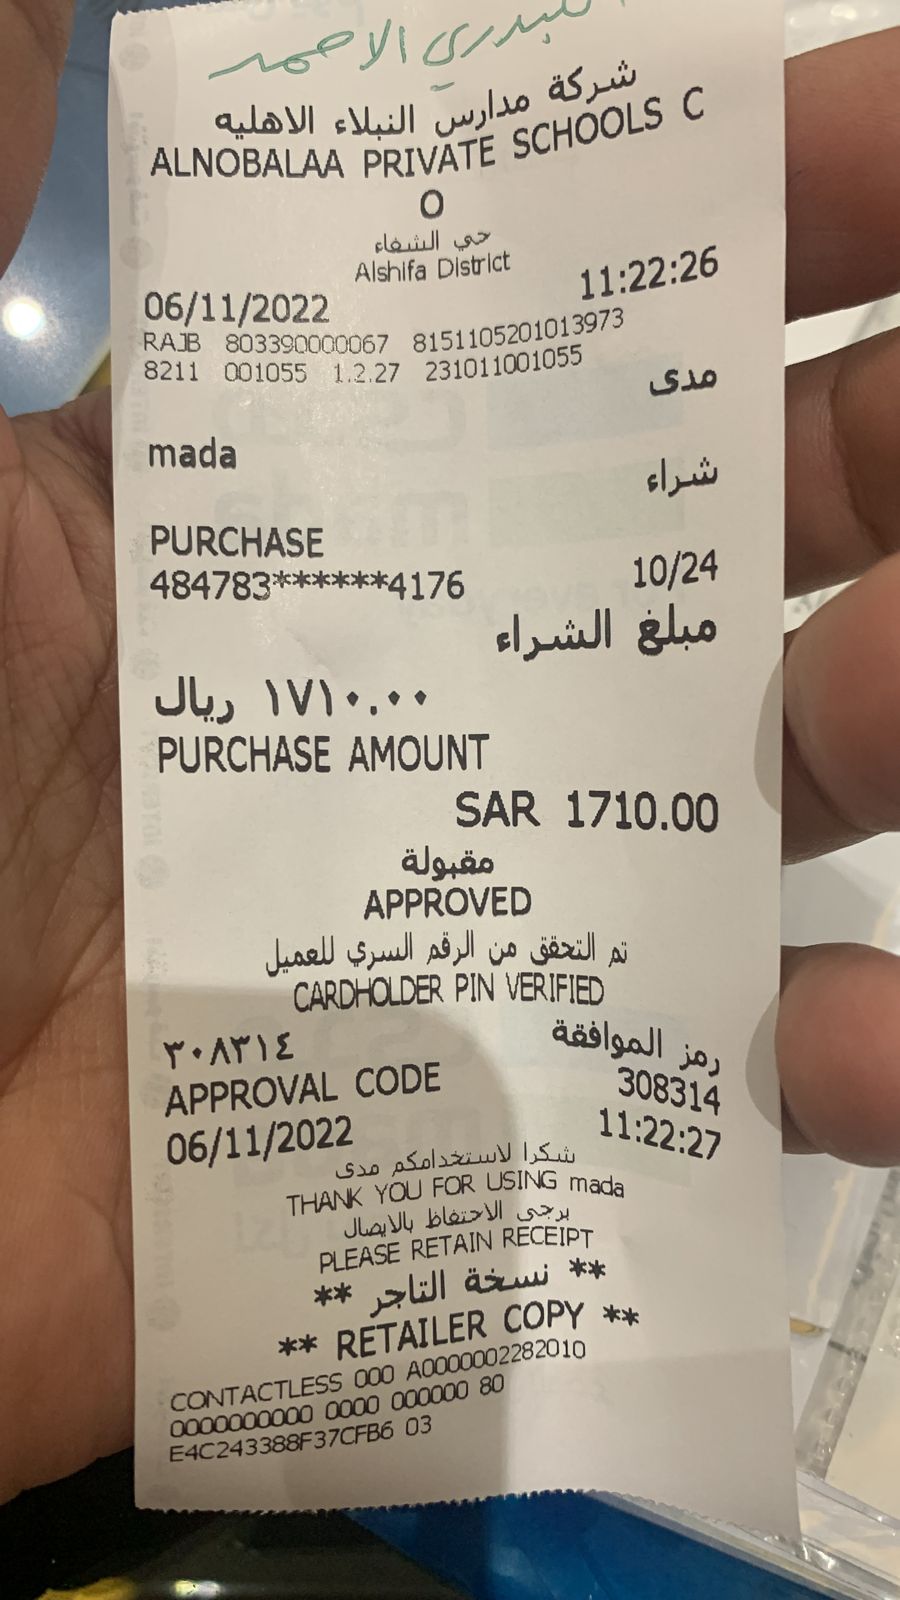 الاحمد
شركة مدارس النبلاء الاهليه
ALNOBALAA PRIVATE SCHOOLS C
O
حي الشفاء
Alshifa District
06/11/2022 11:22:26
RAJB 803390000067 8151105201013973
8211 001055 1.2.27 231011001055
مدى
mada
شراء
PURCHASE
484783******4176 10/24
مبلغ الشراء
١٧١٠.٠٠ ريال
PURCHASE AMOUNT
SAR 1710.00
مقبولة
APPROVED
تم التحقق من الرقم السري للعميل
CARDHOLDER PIN VERIFIED
رمز الموافقة ٣٠٨٣١٤
APPROVAL CODE 308314
06/11/2022 11:22:27
شكرا لاستخدامكم مدى
THANK YOU FOR USING mada
يرجى الاحتفاظ بالايصال
PLEASE RETAIN RECEIPT
** نسخة التاجر **
** RETAILER COPY **
CONTACTLESS 000 A0000002282010
0000000000 0000 000000 80
E4C243388F37CFB6 03